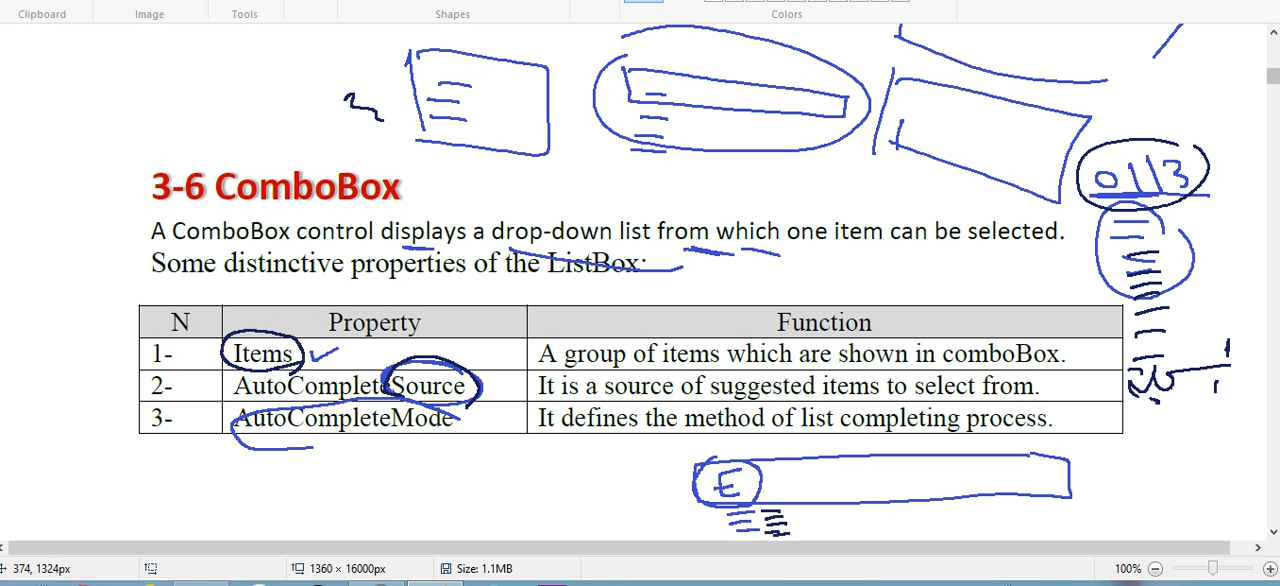 Clipboard Image Tools Shapes Colors
0113
3-6 ComboBox
A ComboBox control displays a drop-down list from which one item can be selected.
Some distinctive properties of the ListBox:
N Property Function
1- Items A group of items which are shown in comboBox.
2- AutoCompleteSource It is a source of suggested items to select from.
3- AutoCompleteMode It defines the method of list completing process.
E
374, 1324px 1360 × 16000px Size: 1.1MB 100%